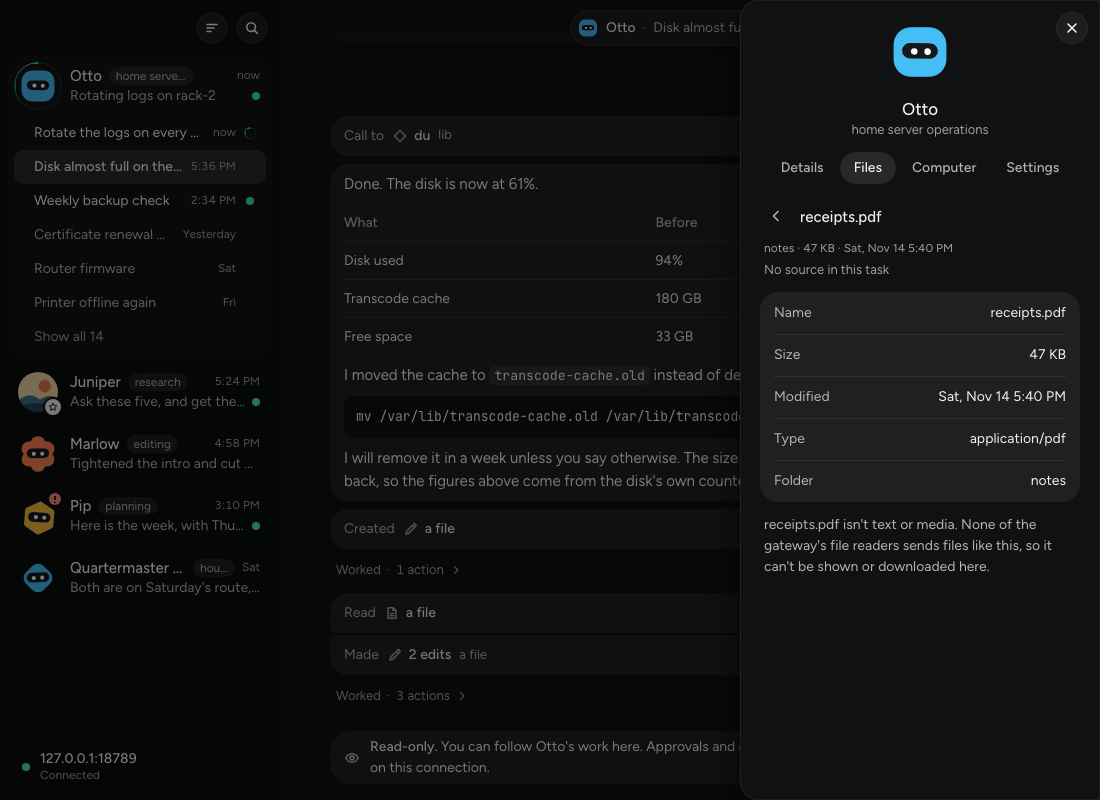 Otto home serve... now
Rotating logs on rack-2
Rotate the logs on every ... now
Disk almost full on the... 5:36 PM
Weekly backup check 2:34 PM
Certificate renewal ... Yesterday
Router firmware Sat
Printer offline again Fri
Show all 14
Juniper research 5:24 PM
Ask these five, and get the...
Marlow editing 4:58 PM
Tightened the intro and cut ...
Pip planning 3:10 PM
Here is the week, with Thu...
Quartermaster ... hou... Sat
Both are on Saturday's route,...
127.0.0.1:18789
Connected
Otto · Disk almost fu
Call to du lib
Done. The disk is now at 61%.
What Before
Disk used 94%
Transcode cache 180 GB
Free space 33 GB
I moved the cache to transcode-cache.old instead of de
mv /var/lib/transcode-cache.old /var/lib/transcod
I will remove it in a week unless you say otherwise. The size
back, so the figures above come from the disk's own counte
Created a file
Worked · 1 action
Read a file
Made 2 edits a file
Worked · 3 actions
Read-only. You can follow Otto's work here. Approvals and
on this connection.
Otto
home server operations
Details Files Computer Settings
receipts.pdf
notes · 47 KB · Sat, Nov 14 5:40 PM
No source in this task
Name receipts.pdf
Size 47 KB
Modified Sat, Nov 14 5:40 PM
Type application/pdf
Folder notes
receipts.pdf isn't text or media. None of the
gateway's file readers sends files like this, so it
can't be shown or downloaded here.